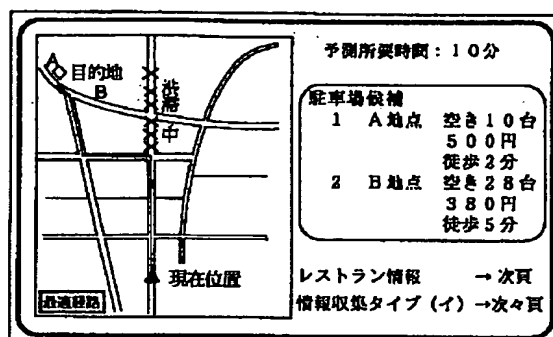 予測所要時間：１０分
A
目的地
B
渋滞中
現在位置
最適経路
駐車場候補
１　A地点　空き１０台
５００円
徒歩２分
２　B地点　空き２８台
３８０円
徒歩５分
レストラン情報　→次頁
情報収集タイプ（イ）→次々頁